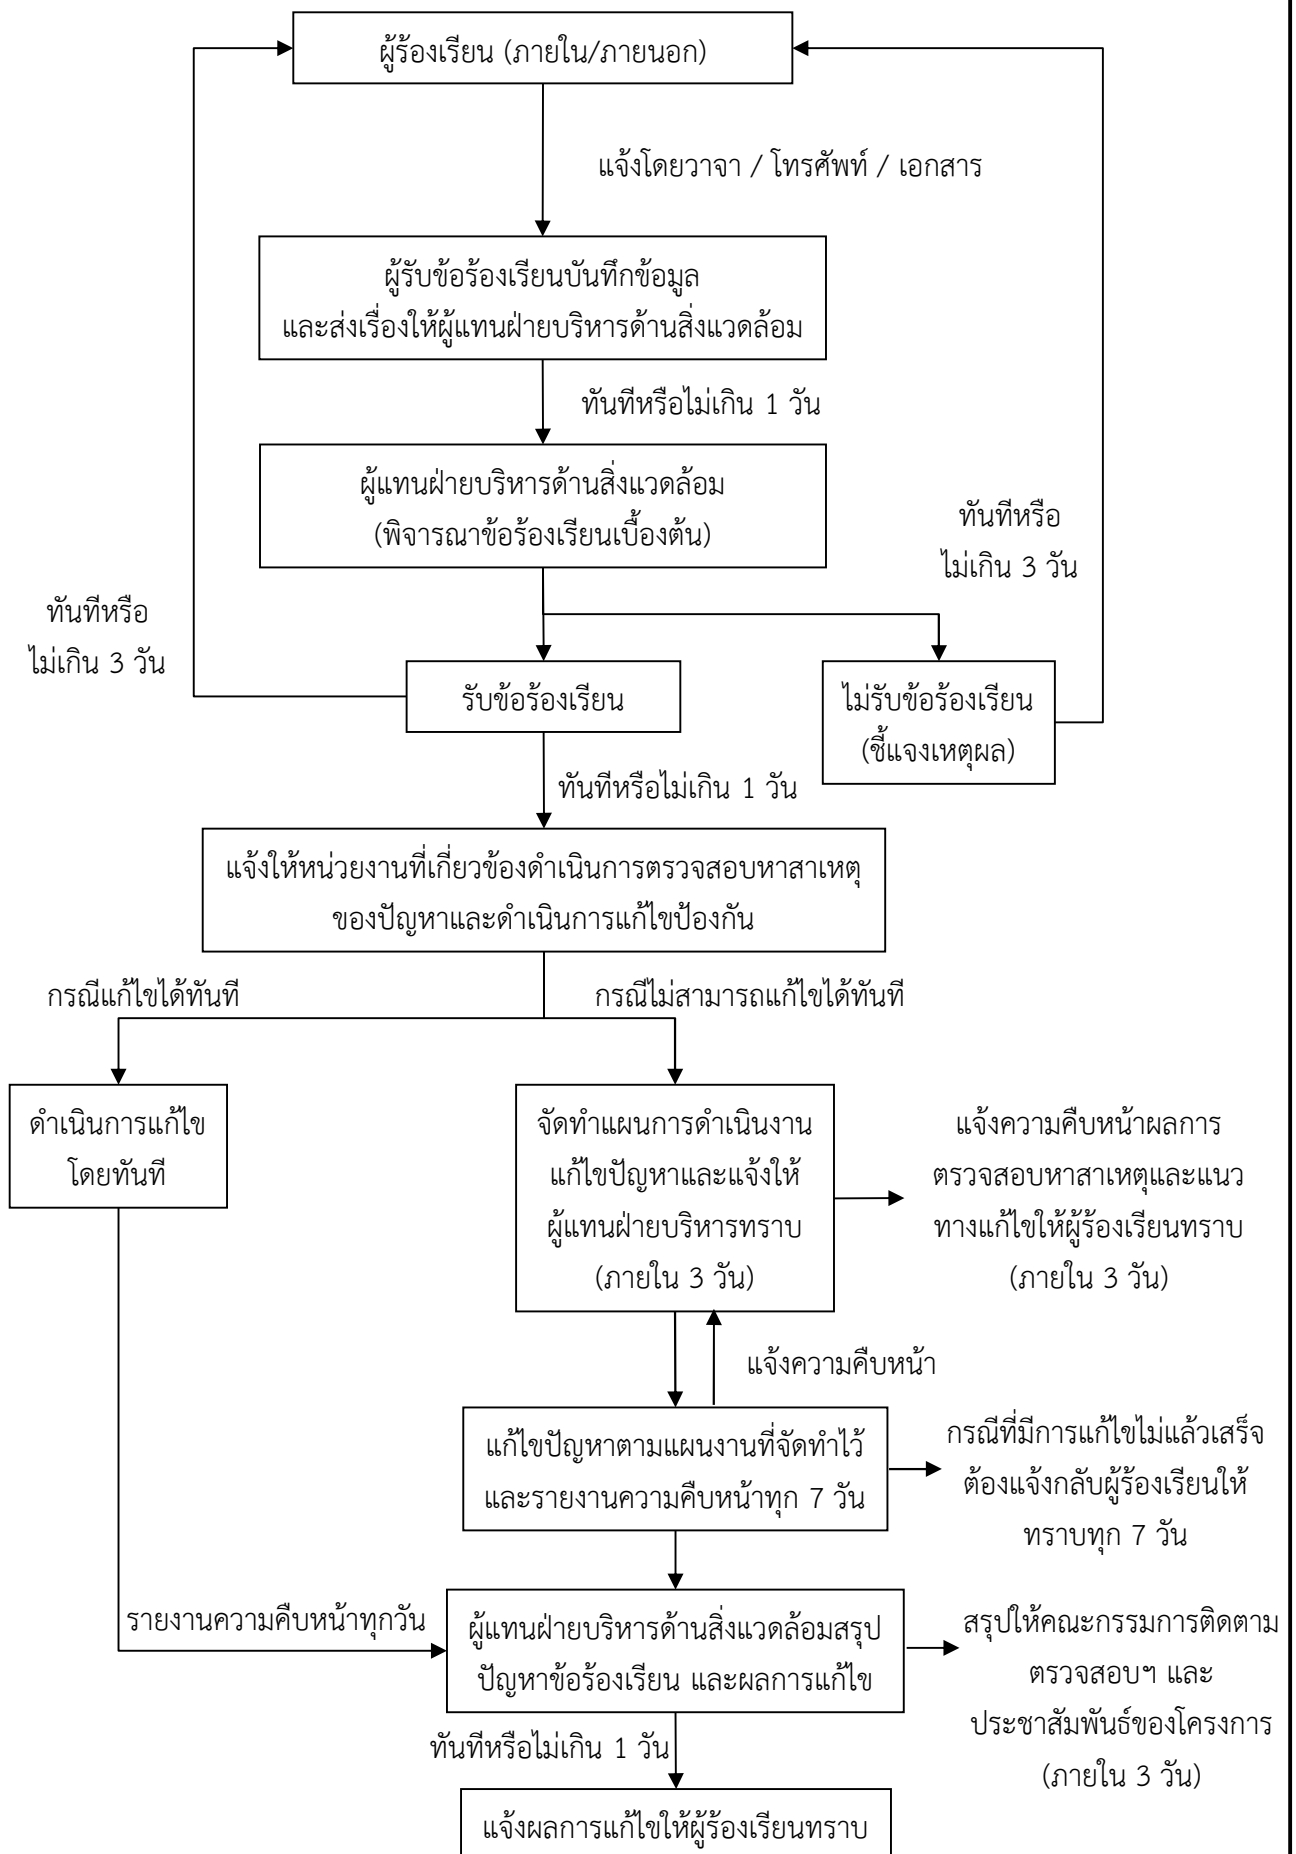 ผู้ร้องเรียน (ภายใน/ภายนอก)
แจ้งโดยวาจา / โทรศัพท์ / เอกสาร
ผู้รับข้อร้องเรียนบันทึกข้อมูล
และส่งเรื่องให้ผู้แทนฝ่ายบริหารด้านสิ่งแวดล้อม
ทันทีหรือไม่เกิน 1 วัน
ผู้แทนฝ่ายบริหารด้านสิ่งแวดล้อม
(พิจารณาข้อร้องเรียนเบื้องต้น)
ทันทีหรือ
ไม่เกิน 3 วัน
ทันทีหรือ
ไม่เกิน 3 วัน
รับข้อร้องเรียน
ไม่รับข้อร้องเรียน
(ชี้แจงเหตุผล)
ทันทีหรือไม่เกิน 1 วัน
แจ้งให้หน่วยงานที่เกี่ยวข้องดำเนินการตรวจสอบหาสาเหตุ
ของปัญหาและดำเนินการแก้ไขป้องกัน
กรณีแก้ไขได้ทันที
กรณีไม่สามารถแก้ไขได้ทันที
ดำเนินการแก้ไข
โดยทันที
จัดทำแผนการดำเนินงาน
แก้ไขปัญหาและแจ้งให้
ผู้แทนฝ่ายบริหารทราบ
(ภายใน 3 วัน)
แจ้งความคืบหน้าผลการ
ตรวจสอบหาสาเหตุและแนว
ทางแก้ไขให้ผู้ร้องเรียนทราบ
(ภายใน 3 วัน)
แจ้งความคืบหน้า
แก้ไขปัญหาตามแผนงานที่จัดทำไว้
และรายงานความคืบหน้าทุก 7 วัน
กรณีที่มีการแก้ไขไม่แล้วเสร็จ
ต้องแจ้งกลับผู้ร้องเรียนให้
ทราบทุก 7 วัน
รายงานความคืบหน้าทุกวัน
ผู้แทนฝ่ายบริหารด้านสิ่งแวดล้อมสรุป
ปัญหาข้อร้องเรียน และผลการแก้ไข
สรุปให้คณะกรรมการติดตาม
ตรวจสอบฯ และ
ประชาสัมพันธ์ของโครงการ
(ภายใน 3 วัน)
ทันทีหรือไม่เกิน 1 วัน
แจ้งผลการแก้ไขให้ผู้ร้องเรียนทราบ